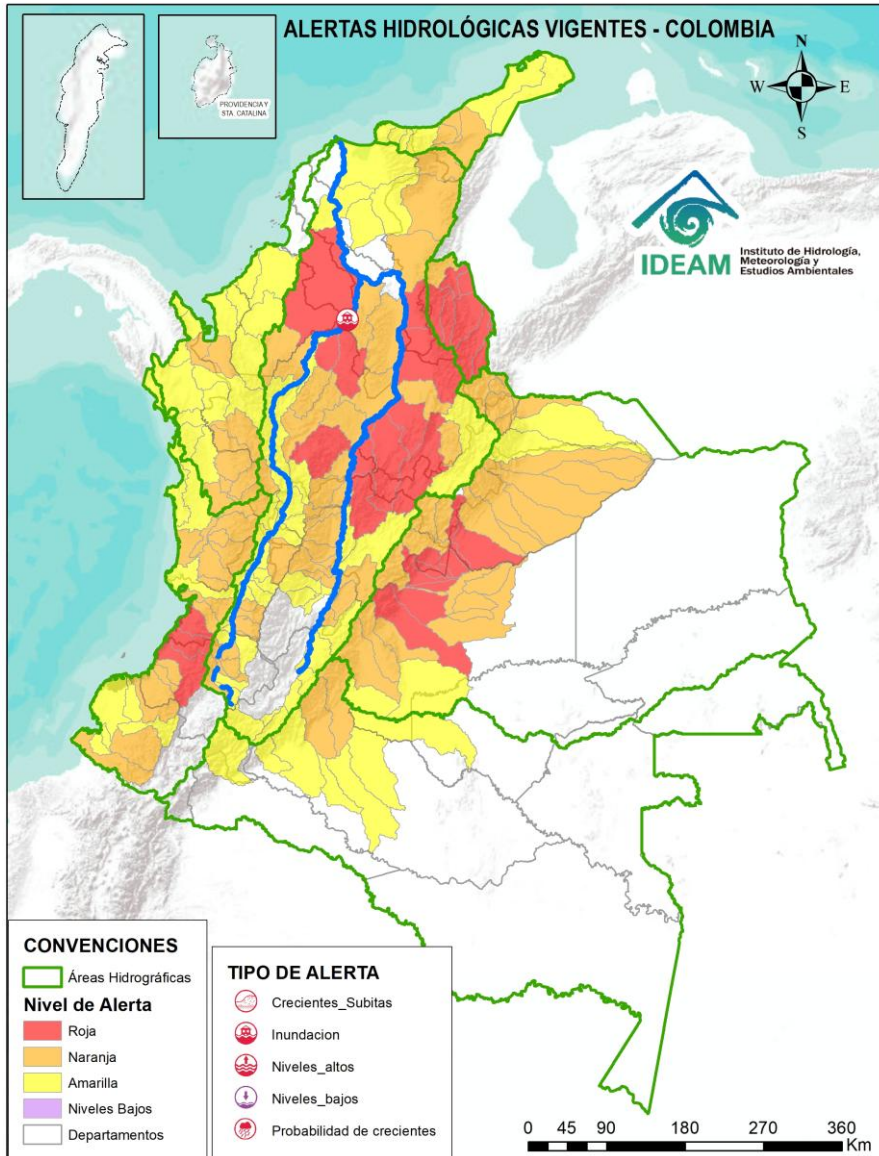 ALERTAS HIDROLÓGICAS VIGENTES - COLOMBIA
PROVIDENCIA Y
STA. CATALINA
N
W
E
S
IDEAM
Instituto de Hidrología,
Meteorología y
Estudios Ambientales
CONVENCIONES
Áreas Hidrográficas
Nivel de Alerta
Roja
Naranja
Amarilla
Niveles Bajos
Departamentos
TIPO DE ALERTA
Crecientes_Subitas
Inundacion
Niveles_altos
Niveles_bajos
Probabilidad de crecientes
0 45 90 180 270 360
Km